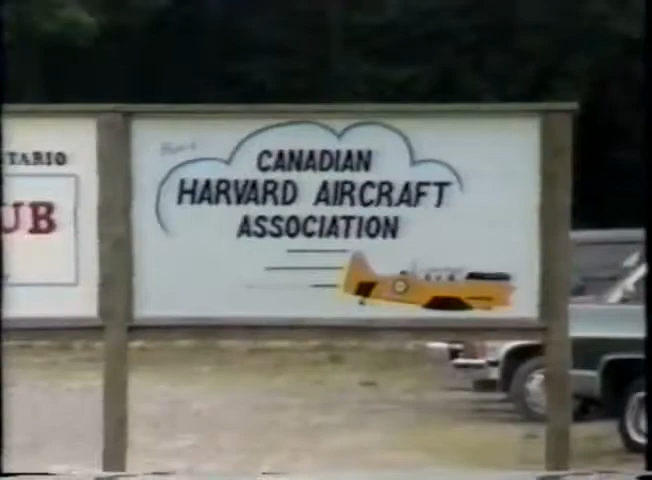 TARIO
UB
CANADIAN
HARVARD AIRCRAFT
ASSOCIATION